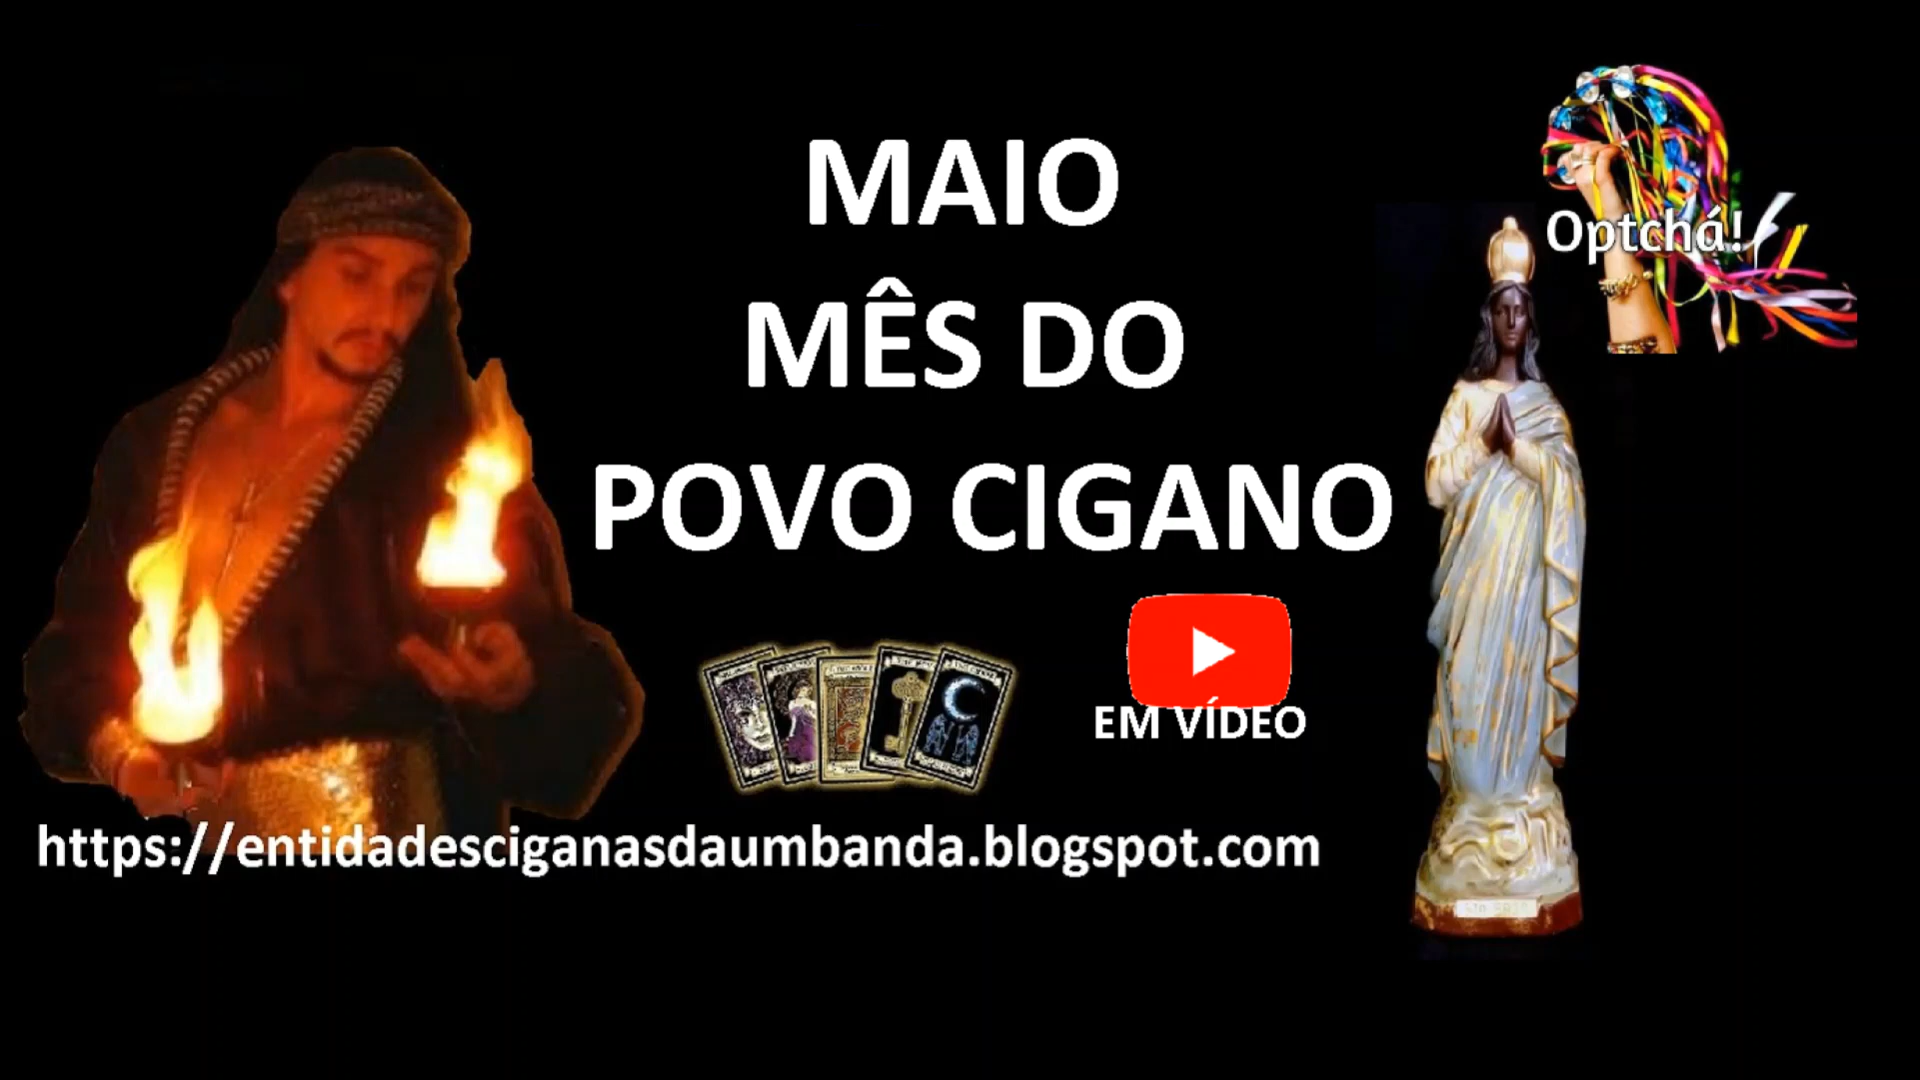 MAIO
MÊS DO
POVO CIGANO
Optchá!
EM VÍDEO
https://entidadesciganasdaumbanda.blogspot.com